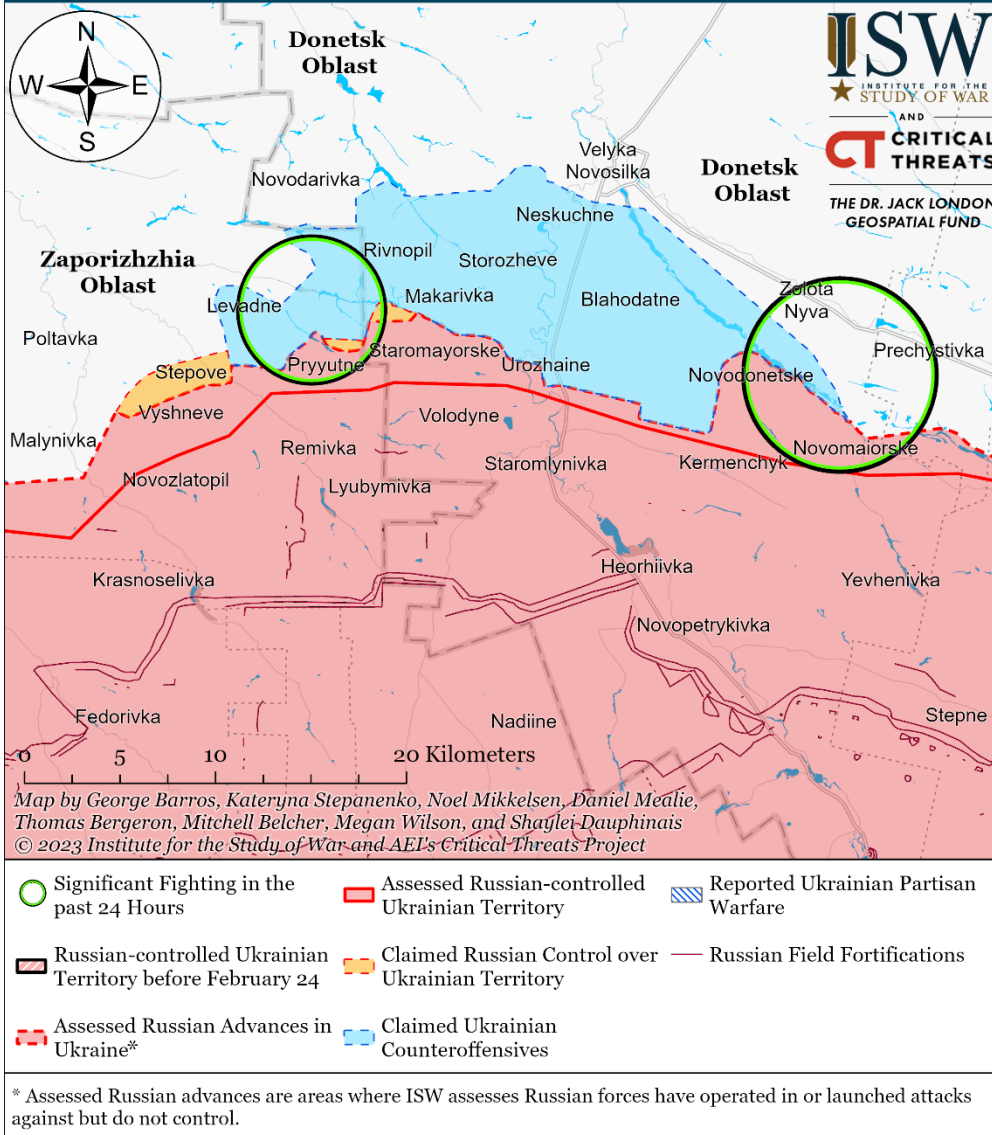 N
W
E
S
Donetsk
Oblast
ISW
INSTITUTE FOR THE
STUDY OF WAR
AND
CT CRITICAL
THREATS
THE DR. JACK LONDON
GEOSPATIAL FUND
Velyka
Novosilka
Donetsk
Oblast
Novodarivka
Neskuchne
Zaporizhzhia
Oblast
Rivnopil
Storozheve
Levadne
Makarivka
Blahodatne
Zolota
Nyva
Poltavka
Prechystivka
Staromayorske
Stepove
Pryyutne
Urozhaine
Novodonetske
Vyshneve
Volodyne
Malynivka
Remivka
Novomaiorske
Staromlynivka
Kermenchyk
Novozlatopil
Lyubymivka
Heorhiivka
Krasnoselivka
Yevhenivka
Novopetrykivka
Fedorivka
Nadiine
Stepne
0 5 10 20 Kilometers
Map by George Barros, Kateryna Stepanenko, Noel Mikkelsen, Daniel Mealie,
Thomas Bergeron, Mitchell Belcher, Megan Wilson, and Shaylei Dauphinais
© 2023 Institute for the Study of War and AEI's Critical Threats Project
Significant Fighting in the
past 24 Hours
Assessed Russian-controlled
Ukrainian Territory
Reported Ukrainian Partisan
Warfare
Russian-controlled Ukrainian
Territory before February 24
Claimed Russian Control over
Ukrainian Territory
Russian Field Fortifications
Assessed Russian Advances in
Ukraine*
Claimed Ukrainian
Counteroffensives
* Assessed Russian advances are areas where ISW assesses Russian forces have operated in or launched attacks
against but do not control.